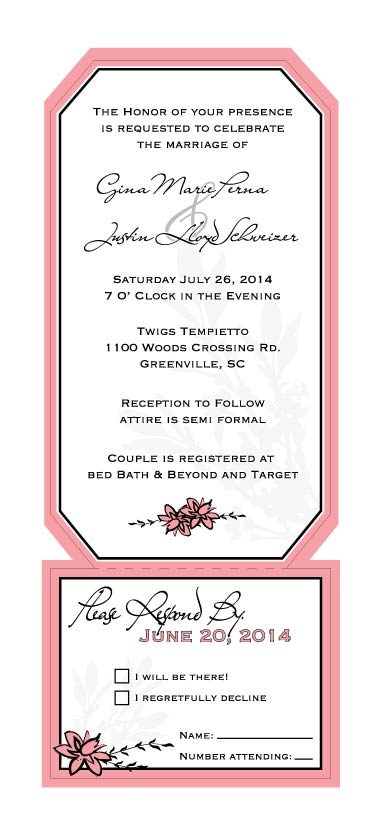 The Honor of your presence
is requested to celebrate
the marriage of
Gina Marie Perna
&
Justin Lloyd Schweizer
Saturday July 26, 2014
7 O' Clock in the Evening
Twigs Tempietto
1100 Woods Crossing Rd.
Greenville, SC
Reception to Follow
attire is semi formal
Couple is registered at
bed Bath & Beyond and Target
Please Respond By:
June 20, 2014
I will be there!
I regretfully decline
Name:
Number attending: